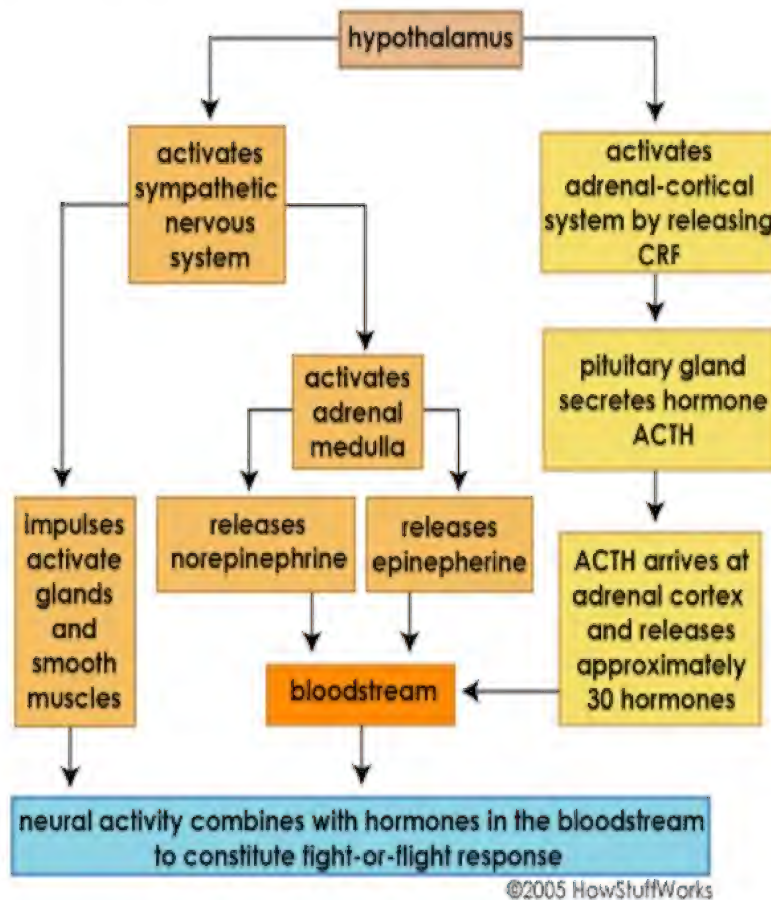 hypothalamus
activates
sympathetic
nervous
system
activates
adrenal-cortical
system by releasing
CRF
activates
adrenal
medulla
pituitary gland
secretes hormone
ACTH
impulses
activate
glands
and
smooth
muscles
releases
norepinephrine
releases
epinepherine
ACTH arrives at
adrenal cortex
and releases
approximately
30 hormones
bloodstream
neural activity combines with hormones in the bloodstream
to constitute fight-or-flight response
©2005 HowStuffWorks